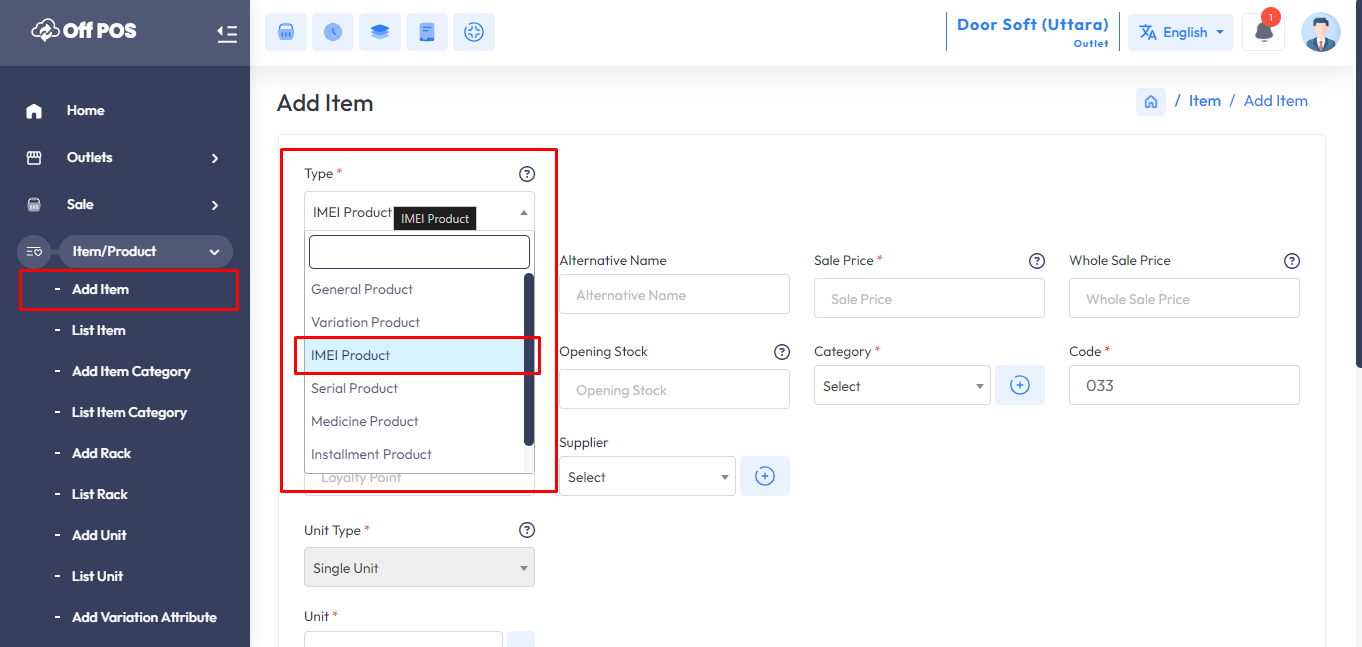 Off POS
Door Soft (Uttara)
Outlet
English
1
Home
Outlets
Sale
Item/Product
- Add Item
- List Item
- Add Item Category
- List Item Category
- Add Rack
- List Rack
- Add Unit
- List Unit
- Add Variation Attribute
Add Item
/ Item / Add Item
Type *
IMEI Product
IMEI Product
General Product
Variation Product
IMEI Product
Serial Product
Medicine Product
Installment Product
Loyalty Point
Alternative Name
Alternative Name
Sale Price *
Sale Price
Whole Sale Price
Whole Sale Price
Opening Stock
Opening Stock
Category *
Select
Code *
033
Supplier
Select
Unit Type *
Single Unit
Unit *